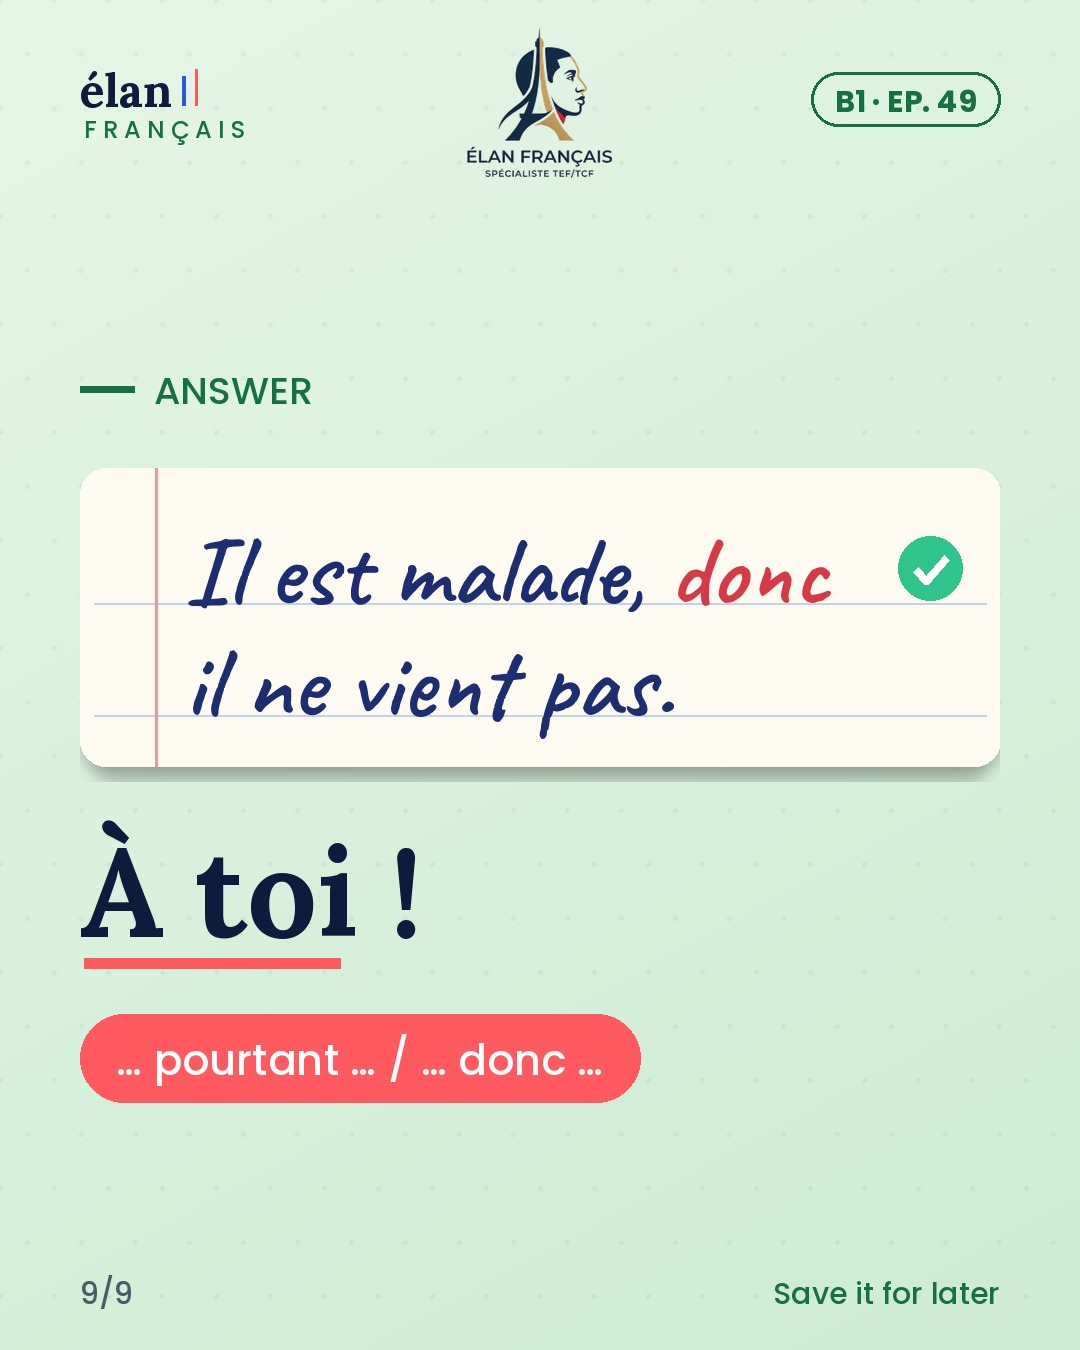 élan
FRANÇAIS
ÉLAN FRANÇAIS
SPÉCIALISTE TEF/TCF
B1 · EP. 49
ANSWER
Il est malade, donc
il ne vient pas.
À toi !
... pourtant ... / ... donc ...
9/9
Save it for later